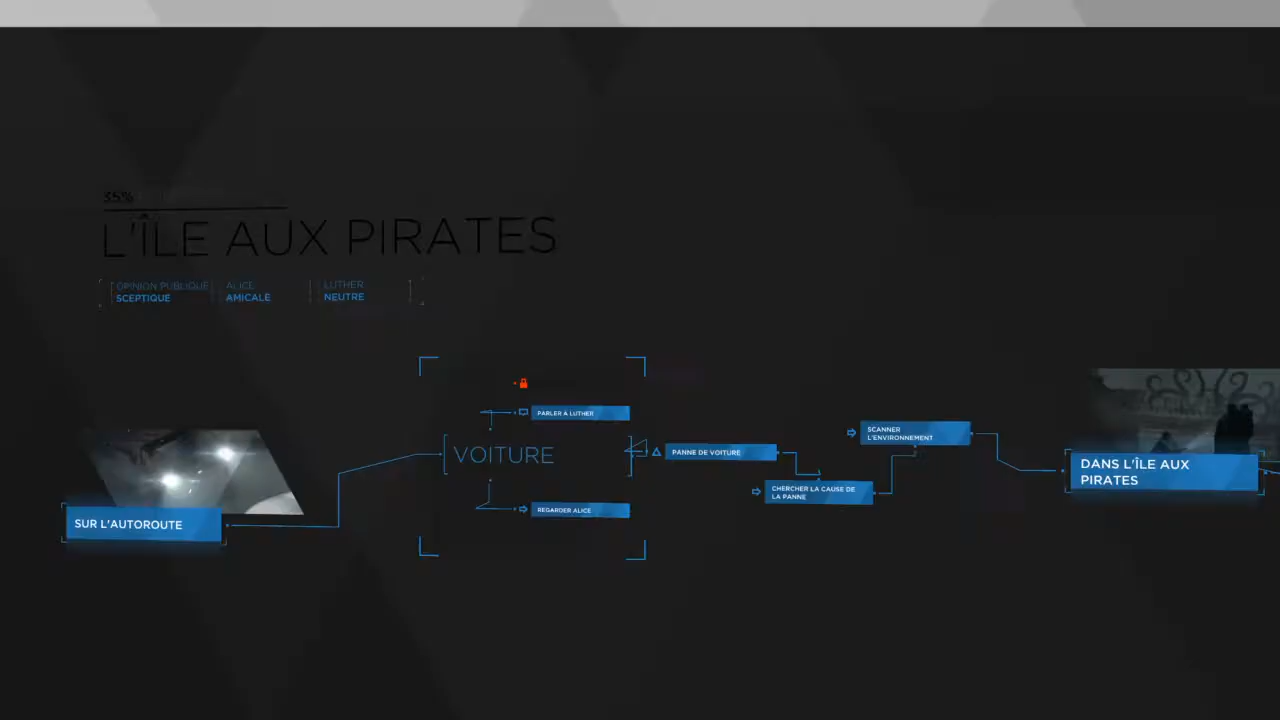 35%
L'ÎLE AUX PIRATES
OPINION PUBLIQUE
SCEPTIQUE
ALICE
AMICALE
LUTHER
NEUTRE
PARLER À LUTHER
VOITURE
REGARDER ALICE
SUR L'AUTOROUTE
PANNE DE VOITURE
CHERCHER LA CAUSE DE
LA PANNE
SCANNER
L'ENVIRONNEMENT
DANS L'ÎLE AUX
PIRATES